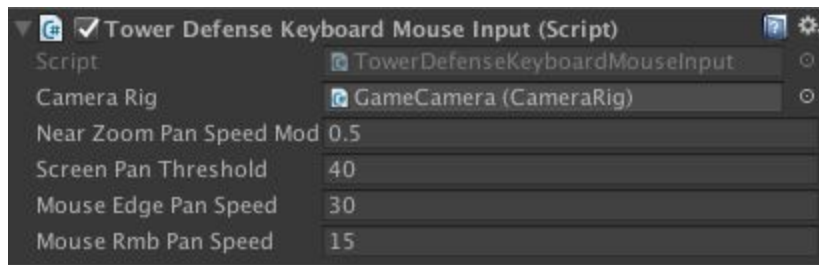 Tower Defense Keyboard Mouse Input (Script)
Script TowerDefenseKeyboardMouseInput
Camera Rig GameCamera (CameraRig)
Near Zoom Pan Speed Mod 0.5
Screen Pan Threshold 40
Mouse Edge Pan Speed 30
Mouse Rmb Pan Speed 15